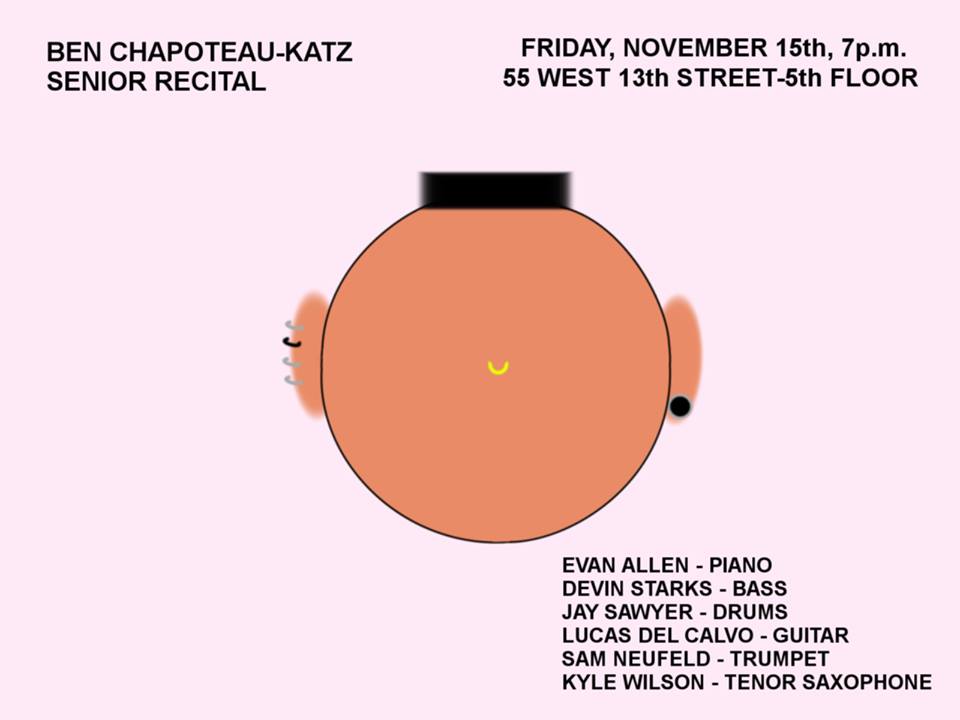 BEN CHAPOTEAU-KATZ
SENIOR RECITAL
FRIDAY, NOVEMBER 15th, 7p.m.
55 WEST 13th STREET-5th FLOOR
EVAN ALLEN - PIANO
DEVIN STARKS - BASS
JAY SAWYER - DRUMS
LUCAS DEL CALVO - GUITAR
SAM NEUFELD - TRUMPET
KYLE WILSON - TENOR SAXOPHONE